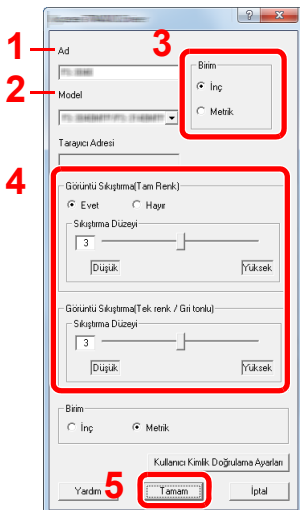 1
Ad
3
Birim
İnç
Metrik
2
Model
Tarayıcı Adresi
4
Görüntü Sıkıştırma(Tam Renk)
Evet Hayır
Sıkıştırma Düzeyi
3
Düşük Yüksek
Görüntü Sıkıştırma(Tek renk / Gri tonlu)
Sıkıştırma Düzeyi
3
Düşük Yüksek
Birim
İnç Metrik
Kullanıcı Kimlik Doğrulama Ayarları
5
Yardım Tamam İptal